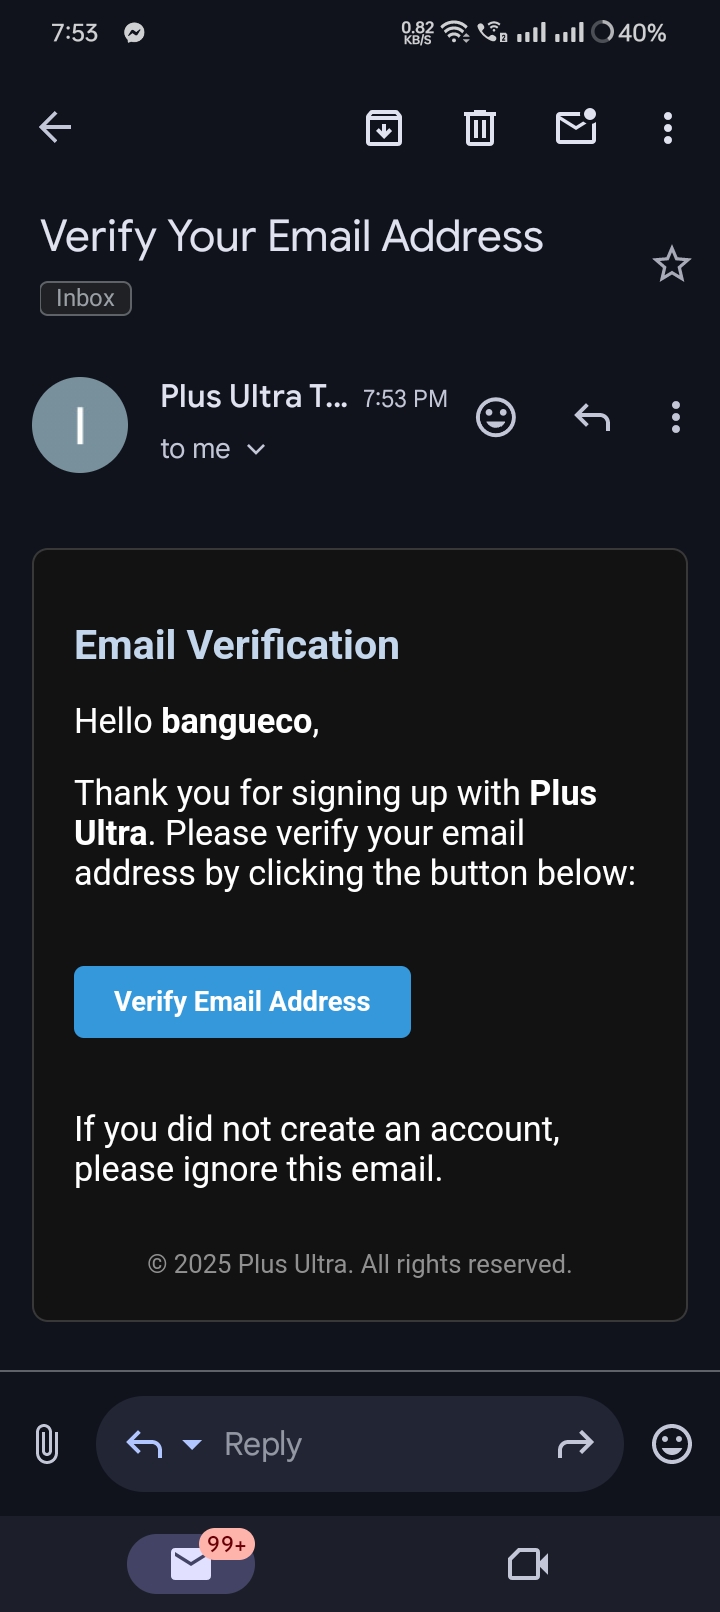 7:53
0.82
KB/S
2
40%
Verify Your Email Address
Inbox
I
Plus Ultra T... 7:53 PM
to me
Email Verification
Hello bangueco,
Thank you for signing up with Plus
Ultra. Please verify your email
address by clicking the button below:
Verify Email Address
If you did not create an account,
please ignore this email.
© 2025 Plus Ultra. All rights reserved.
Reply
99+